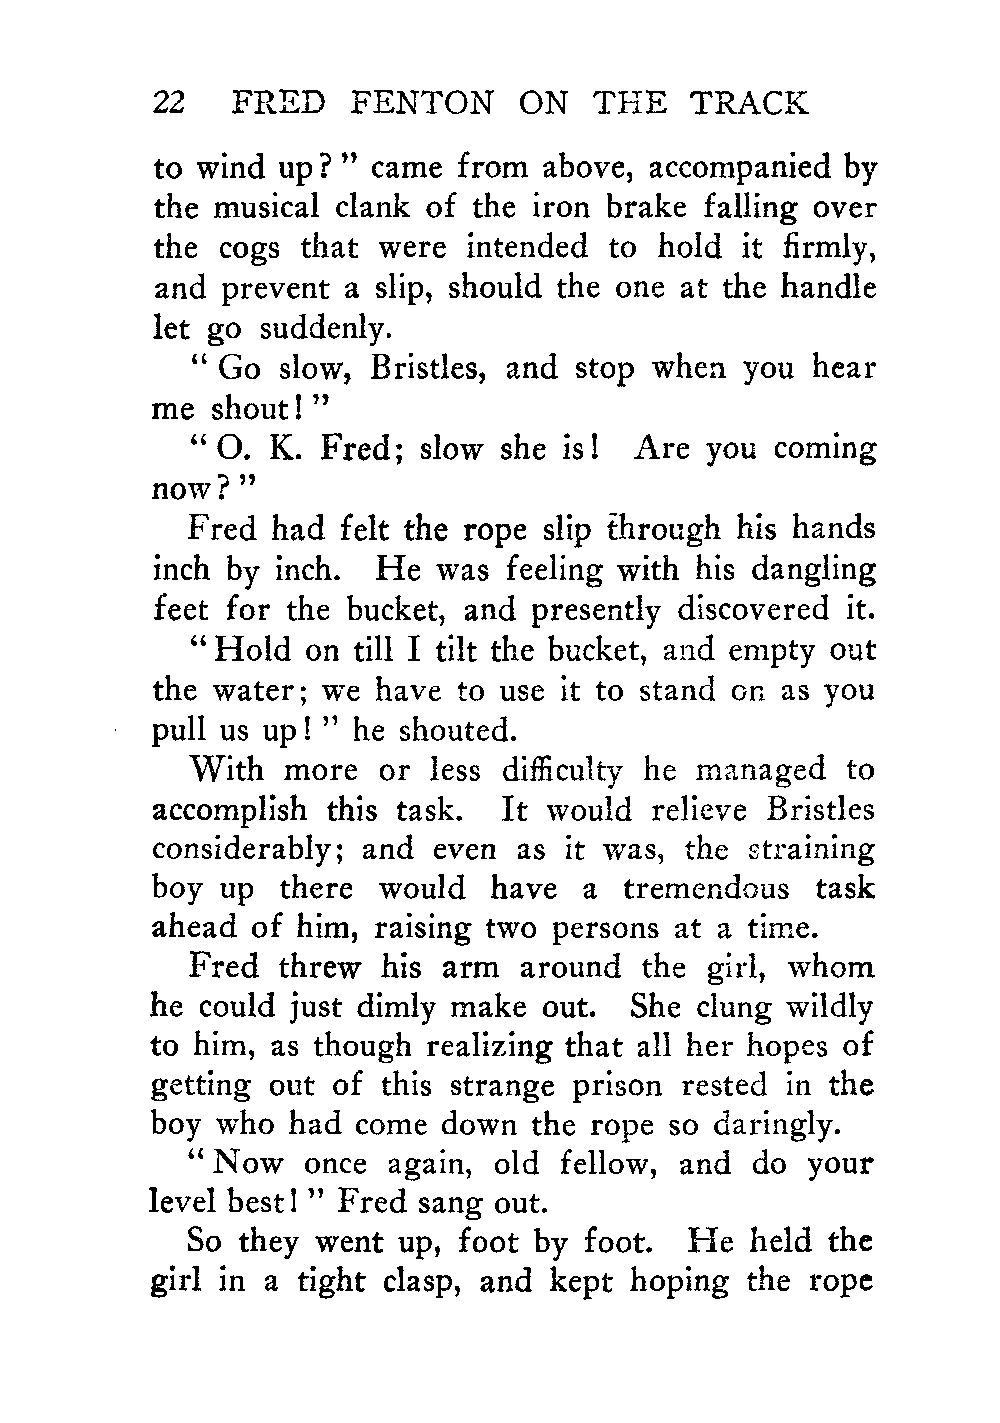 22 FRED FENTON ON THE TRACK
to wind up?" came from above, accompanied by
the musical clank of the iron brake falling over
the cogs that were intended to hold it firmly,
and prevent a slip, should the one at the handle
let go suddenly.
"Go slow, Bristles, and stop when you hear
me shout!"
"O. K. Fred; slow she is! Are you coming
now?"
Fred had felt the rope slip through his hands
inch by inch. He was feeling with his dangling
feet for the bucket, and presently discovered it.
"Hold on till I tilt the bucket, and empty out
the water; we have to use it to stand on as you
pull us up!" he shouted.
With more or less difficulty he managed to
accomplish this task. It would relieve Bristles
considerably; and even as it was, the straining
boy up there would have a tremendous task
ahead of him, raising two persons at a time.
Fred threw his arm around the girl, whom
he could just dimly make out. She clung wildly
to him, as though realizing that all her hopes of
getting out of this strange prison rested in the
boy who had come down the rope so daringly.
"Now once again, old fellow, and do your
level best!" Fred sang out.
So they went up, foot by foot. He held the
girl in a tight clasp, and kept hoping the rope